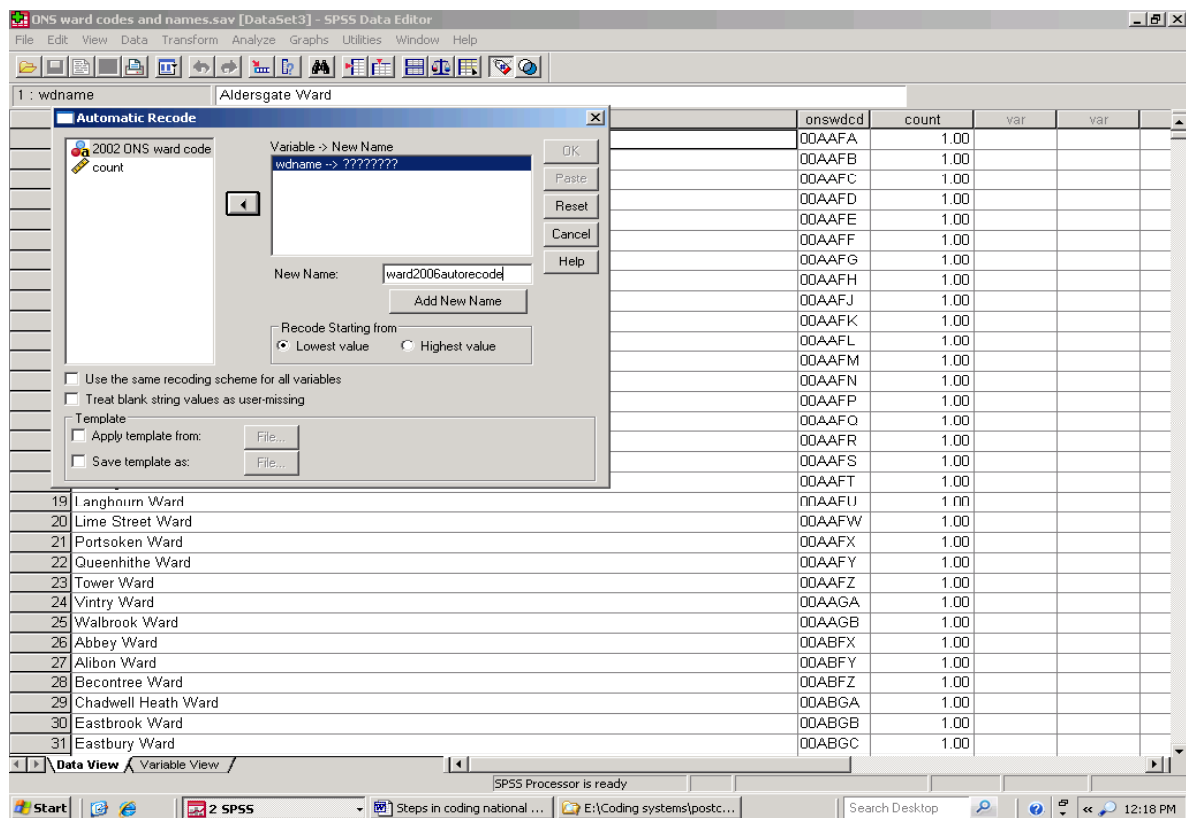 ONS ward codes and names.sav [DataSet3] - SPSS Data Editor
File Edit View Data Transform Analyze Graphs Utilities Window Help
1 : wdname Aldersgate Ward
onswdcd count var var
Automatic Recode
2002 ONS ward code
count
Variable -> New Name
wdname --> ????????
OK
Paste
Reset
Cancel
Help
New Name: ward2006autorecode
Add New Name
Recode Starting from
Lowest value Highest value
Use the same recoding scheme for all variables
Treat blank string values as user-missing
Template
Apply template from: File...
Save template as: File...
00AAFA 1.00
00AAFB 1.00
00AAFC 1.00
00AAFD 1.00
00AAFE 1.00
00AAFF 1.00
00AAFG 1.00
00AAFH 1.00
00AAFJ 1.00
00AAFK 1.00
00AAFL 1.00
00AAFM 1.00
00AAFN 1.00
00AAFP 1.00
00AAFQ 1.00
00AAFR 1.00
00AAFS 1.00
00AAFT 1.00
19 Langbourn Ward 00AAFU 1.00
20 Lime Street Ward 00AAFW 1.00
21 Portsoken Ward 00AAFX 1.00
22 Queenhithe Ward 00AAFY 1.00
23 Tower Ward 00AAFZ 1.00
24 Vintry Ward 00AAGA 1.00
25 Walbrook Ward 00AAGB 1.00
26 Abbey Ward 00ABFX 1.00
27 Alibon Ward 00ABFY 1.00
28 Becontree Ward 00ABFZ 1.00
29 Chadwell Heath Ward 00ABGA 1.00
30 Eastbrook Ward 00ABGB 1.00
31 Eastbury Ward 00ABGC 1.00
Data View Variable View
SPSS Processor is ready
Start 2 SPSS Steps in coding national ... E:\Coding systems\postc... Search Desktop 12:18 PM